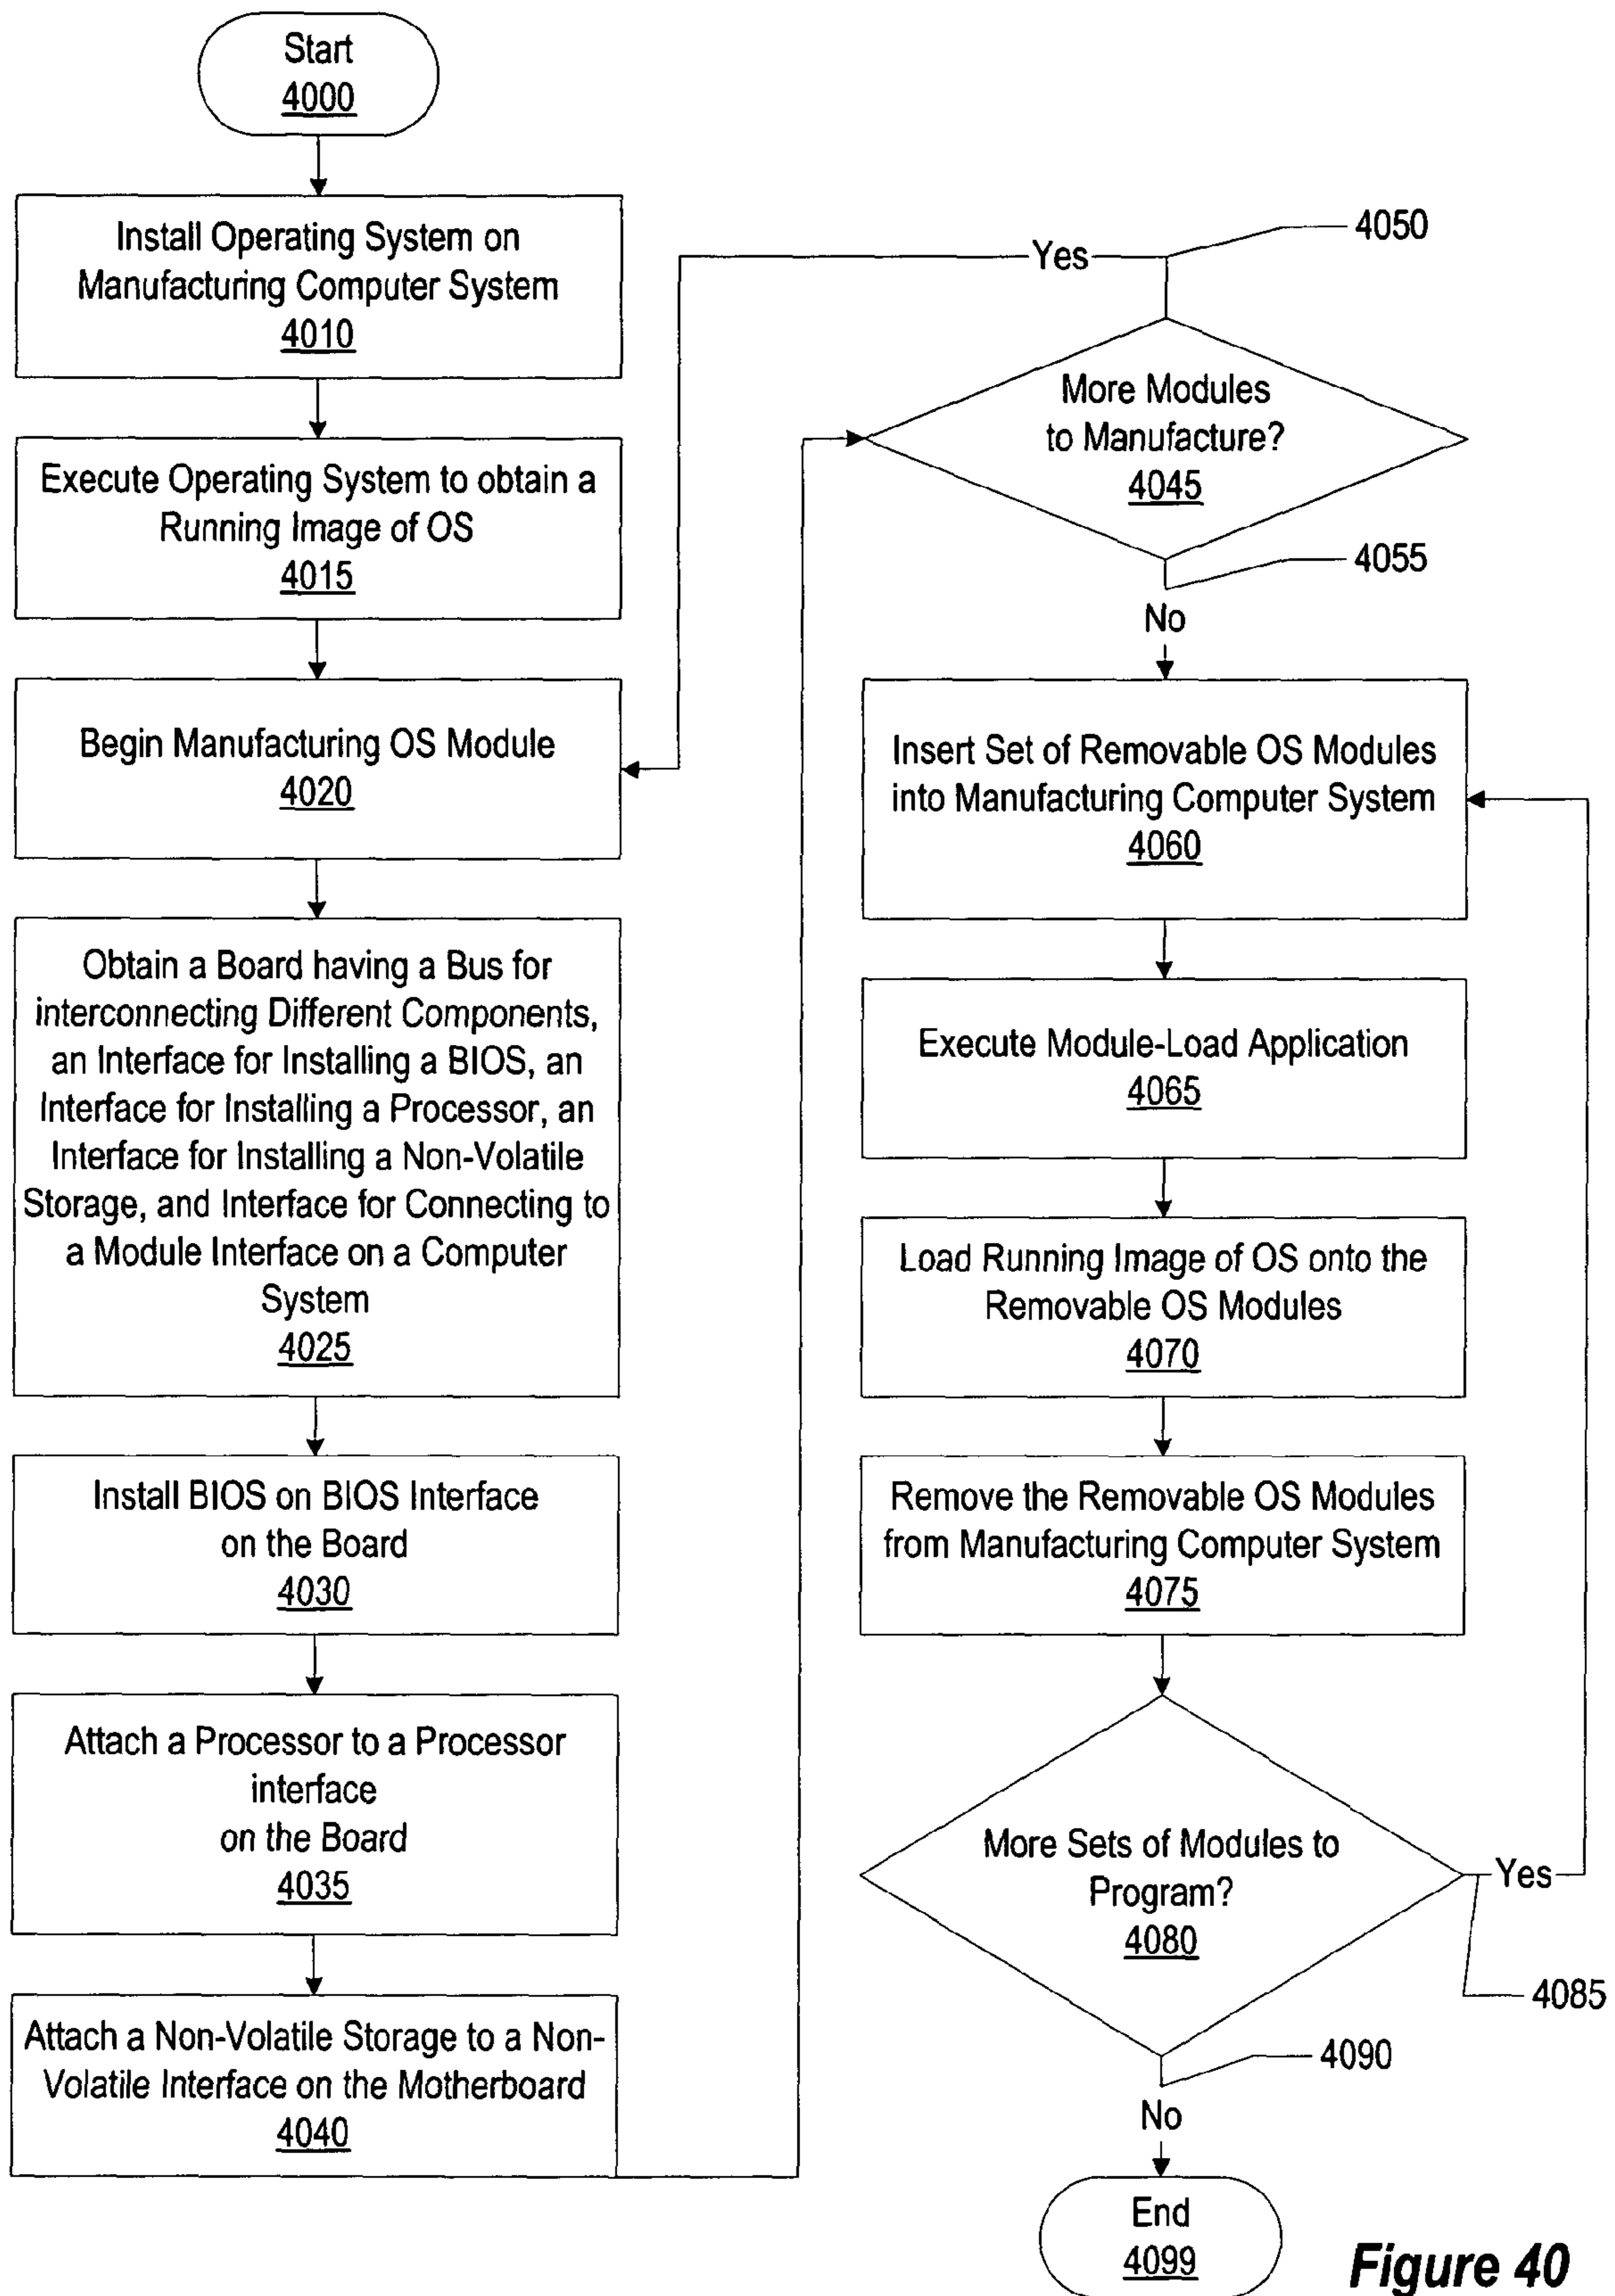 Start
4000
Install Operating System on
Manufacturing Computer System
4010
Execute Operating System to obtain a
Running Image of OS
4015
Begin Manufacturing OS Module
4020
Obtain a Board having a Bus for
interconnecting Different Components,
an Interface for Installing a BIOS, an
Interface for Installing a Processor, an
Interface for Installing a Non-Volatile
Storage, and Interface for Connecting to
a Module Interface on a Computer
System
4025
Install BIOS on BIOS Interface
on the Board
4030
Attach a Processor to a Processor
interface
on the Board
4035
Attach a Non-Volatile Storage to a Non-
Volatile Interface on the Motherboard
4040
4050
Yes
More Modules
to Manufacture?
4045
4055
No
Insert Set of Removable OS Modules
into Manufacturing Computer System
4060
Execute Module-Load Application
4065
Load Running Image of OS onto the
Removable OS Modules
4070
Remove the Removable OS Modules
from Manufacturing Computer System
4075
More Sets of Modules to
Program?
4080
Yes
4085
4090
No
End
4099
Figure 40